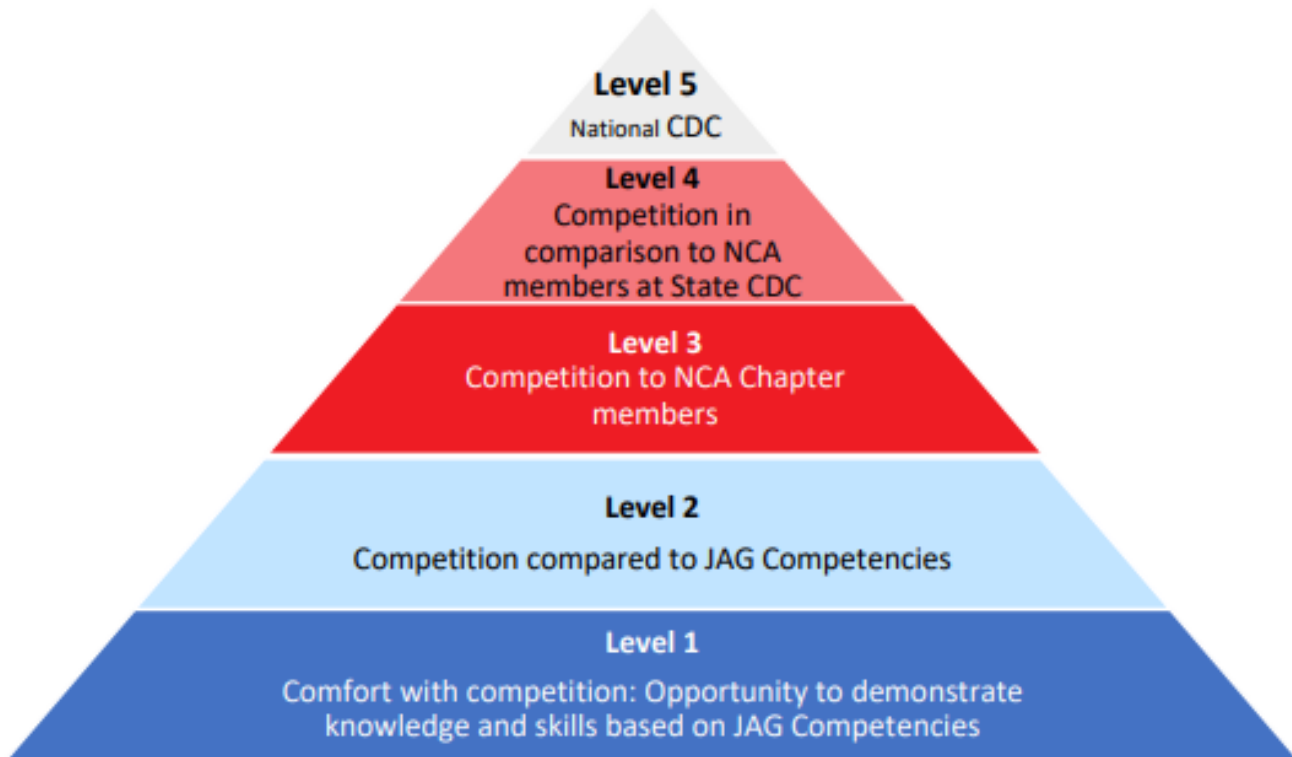 Level 5
National CDC
Level 4
Competition in
comparison to NCA
members at State CDC
Level 3
Competition to NCA Chapter
members
Level 2
Competition compared to JAG Competencies
Level 1
Comfort with competition: Opportunity to demonstrate
knowledge and skills based on JAG Competencies